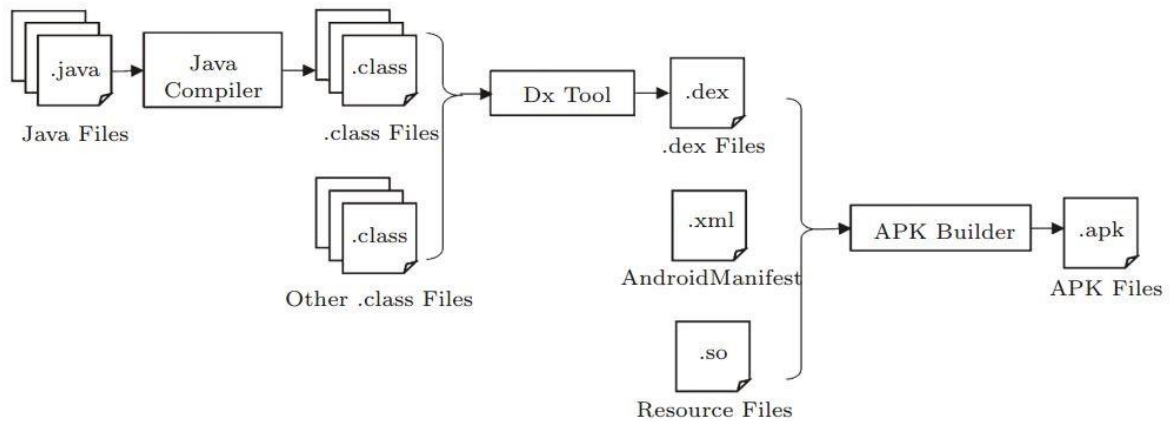 .java
Java Files
Java
Compiler
.class
.class Files
.class
Other .class Files
Dx Tool
.dex
.dex Files
.xml
AndroidManifest
.so
Resource Files
APK Builder
.apk
APK Files